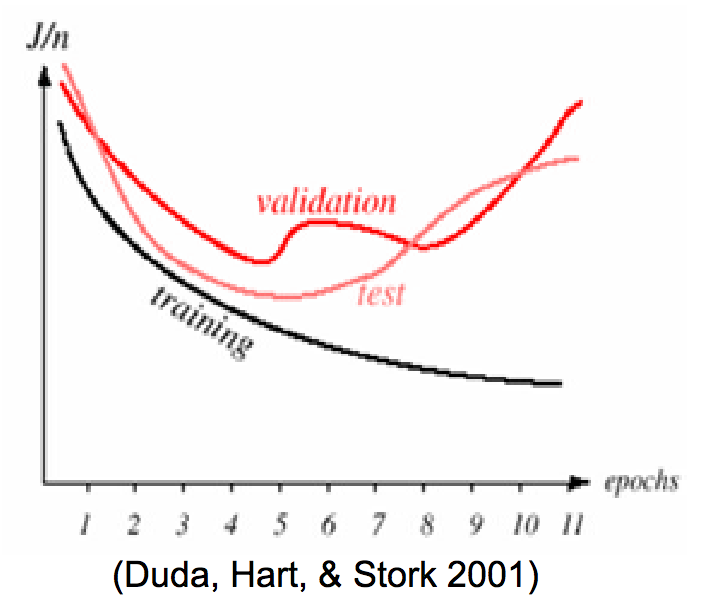 J/n
validation
test
training
epochs
1 2 3 4 5 6 7 8 9 10 11
(Duda, Hart, & Stork 2001)